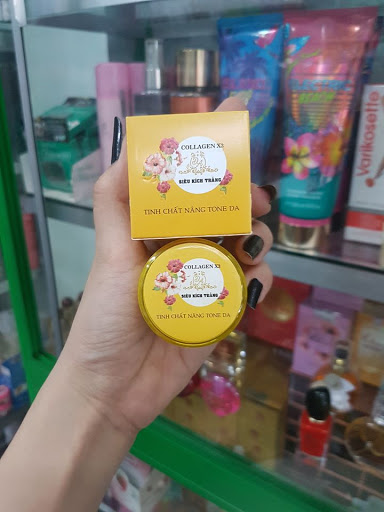 COLLAGEN X3
SIÊU KÍCH TRẮNG
TINH CHẤT NÂNG TONE DA
COLLAGEN X3
SIÊU KÍCH TRẮNG
TINH CHẤT NÂNG TONE DA
Varikosette